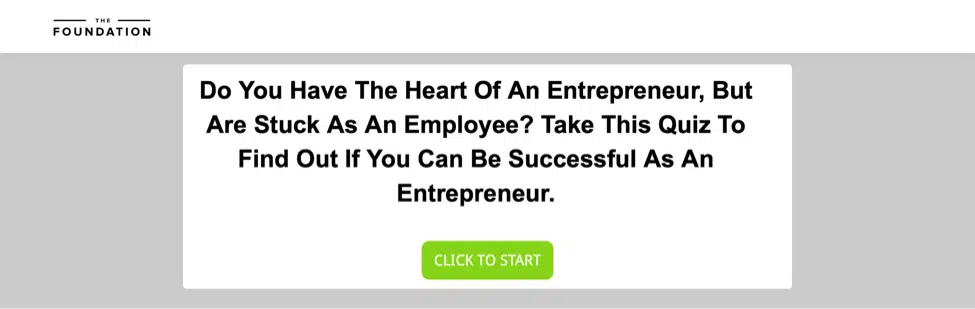 THE
FOUNDATION
Do You Have The Heart Of An Entrepreneur, But
Are Stuck As An Employee? Take This Quiz To
Find Out If You Can Be Successful As An
Entrepreneur.
CLICK TO START